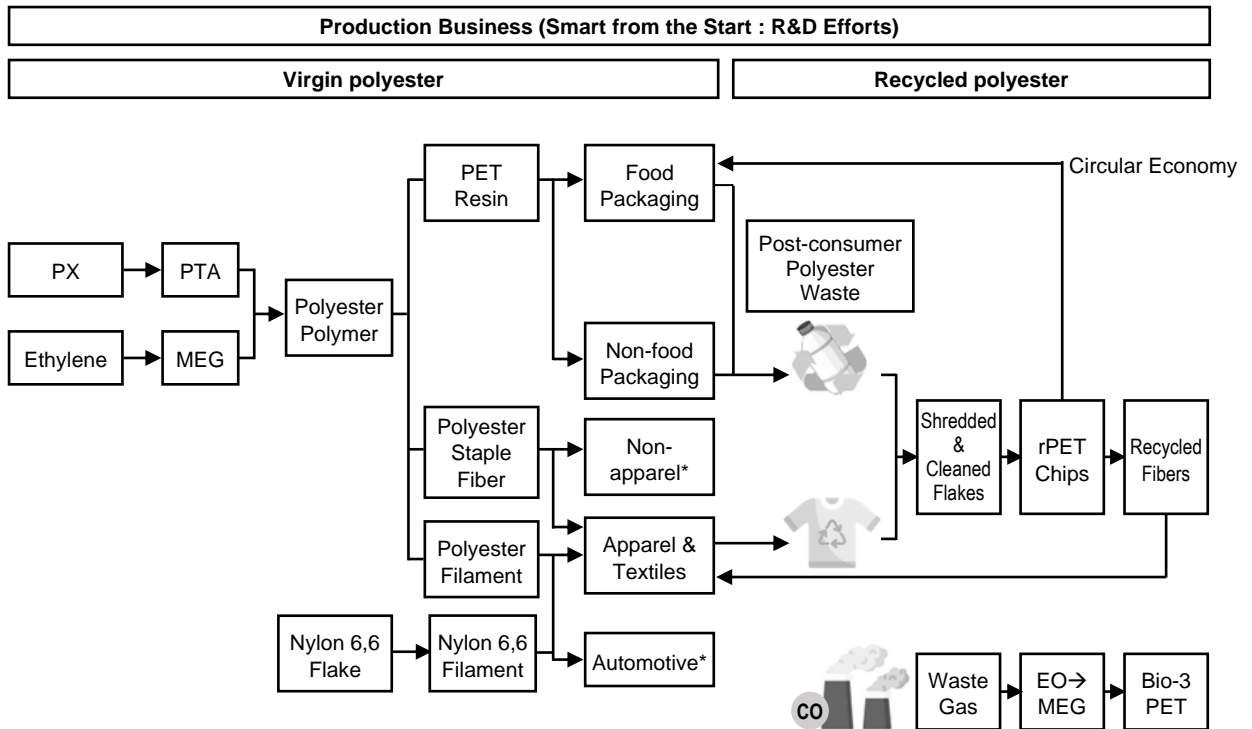 Production Business (Smart from the Start : R&D Efforts)
Virgin polyester
Recycled polyester
PET
Resin
Food
Packaging
Circular Economy
Post-consumer
Polyester
Waste
PX
PTA
Polyester
Polymer
Ethylene
MEG
Non-food
Packaging
Polyester
Staple
Fiber
Non-
apparel*
Shredded
&
Cleaned
Flakes
rPET
Chips
Recycled
Fibers
Polyester
Filament
Apparel &
Textiles
Nylon 6,6
Flake
Nylon 6,6
Filament
Automotive*
CO
Waste
Gas
EO→
MEG
Bio-3
PET